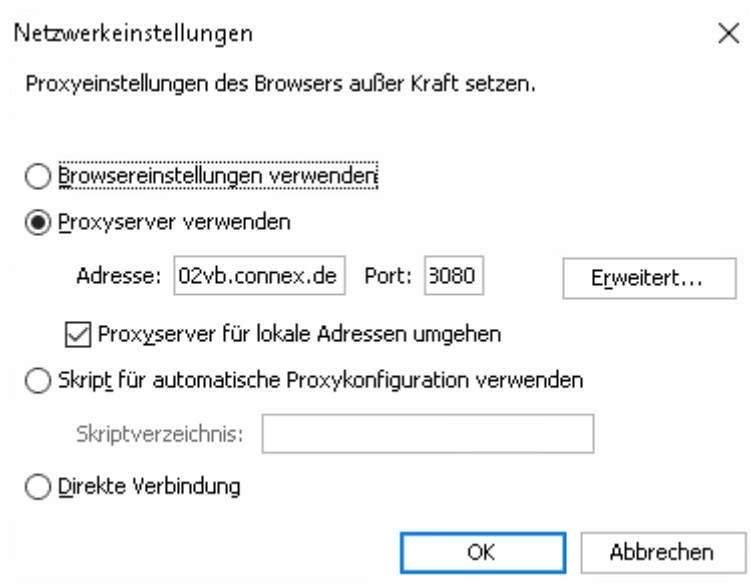 Netzwerkeinstellungen
Proxyeinstellungen des Browsers außer Kraft setzen.
Browsereinstellungen verwenden
Proxyserver verwenden
Adresse: 02vb.connex.de Port: 3080 Erweitert...
Proxyserver für lokale Adressen umgehen
Skript für automatische Proxykonfiguration verwenden
Skriptverzeichnis:
Direkte Verbindung
OK Abbrechen